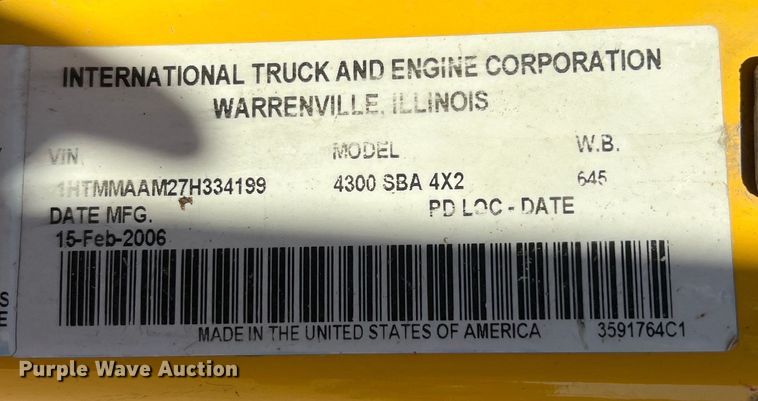 INTERNATIONAL TRUCK AND ENGINE CORPORATION
WARRENVILLE, ILLINOIS
VIN. MODEL W.B.
1HTMMAAM27H334199 4300 SBA 4X2 645
DATE MFG. PD LOC - DATE
15-Feb-2006
S
E
MADE IN THE UNITED STATES OF AMERICA 3591764C1
Purple Wave Auction